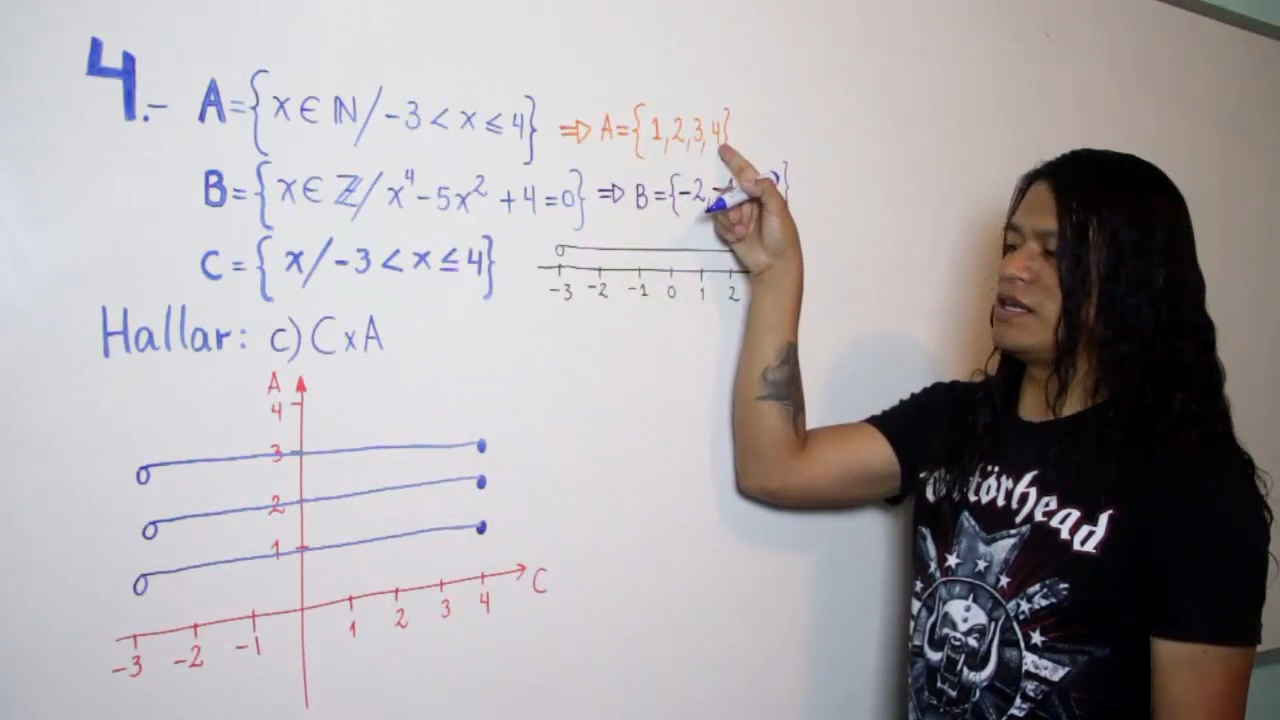 4.- A={x∈ℕ/-3<x≤4} ⇒ A={1,2,3,4}
B={x∈ℤ/x⁴-5x²+4=0} ⇒ B={-2,
C={x/-3<x≤4}
-3 -2 -1 0 1 2
Hallar: c) C×A
A
4
3
2
1
C
-3 -2 -1 1 2 3 4
Motörhead